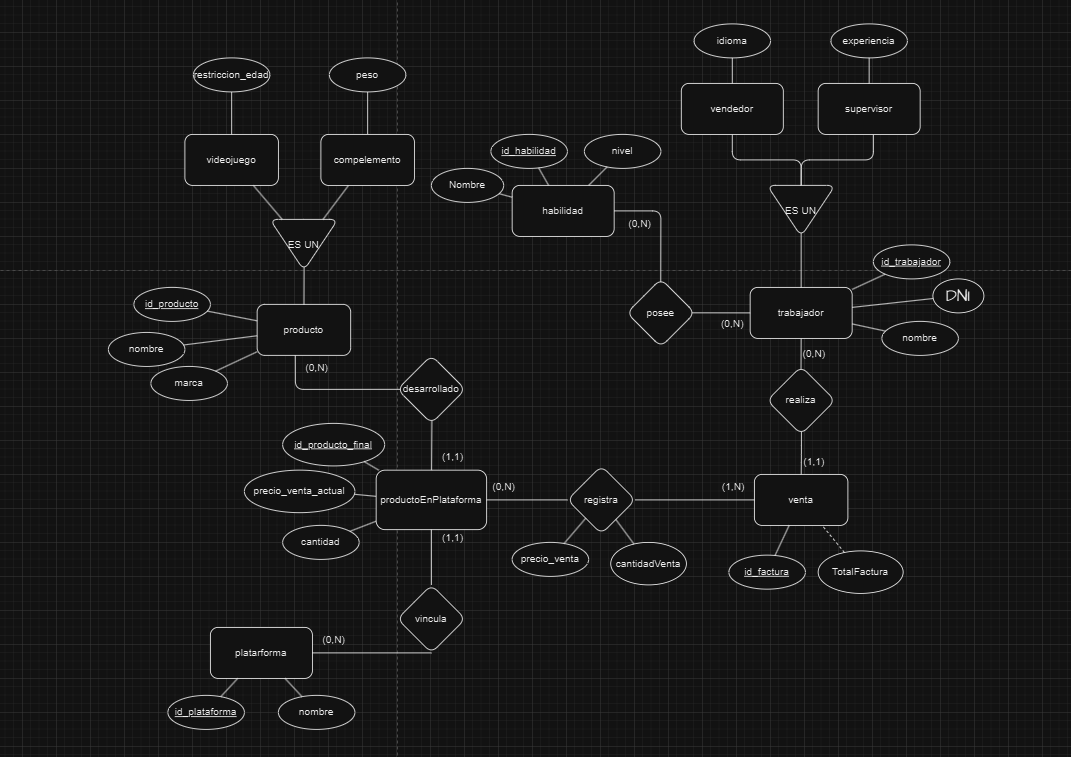 idioma
experiencia
restriccion_edad
peso
vendedor
supervisor
videojuego
compelemento
id_habilidad
nivel
Nombre
habilidad
(0,N)
ES UN
ES UN
id_trabajador
DNI
nombre
posee
(0,N)
trabajador
(0,N)
id_producto
nombre
marca
producto
(0,N)
desarrollado
(1,1)
realiza
(1,1)
id_producto_final
precio_venta_actual
cantidad
productoEnPlataforma
(0,N)
registra
(1,N)
venta
(1,1)
precio_venta
cantidadVenta
id_factura
TotalFactura
vincula
(0,N)
platarforma
id_plataforma
nombre